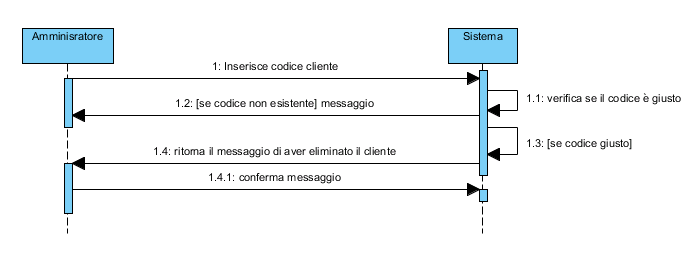 Amminisratore
Sistema
1: Inserisce codice cliente
1.1: verifica se il codice è giusto
1.2: [se codice non esistente] messaggio
1.3: [se codice giusto]
1.4: ritorna il messaggio di aver eliminato il cliente
1.4.1: conferma messaggio